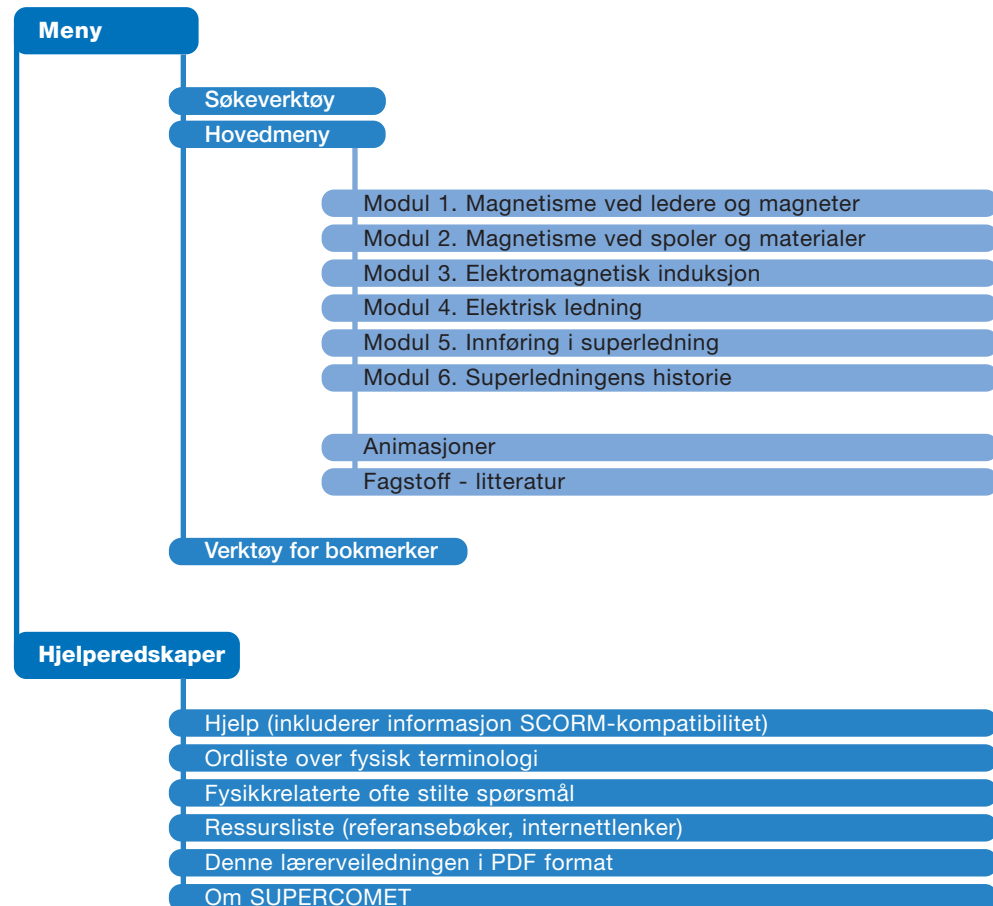 Meny
Søkeverktøy
Hovedmeny
Modul 1. Magnetisme ved ledere og magneter
Modul 2. Magnetisme ved spoler og materialer
Modul 3. Elektromagnetisk induksjon
Modul 4. Elektrisk ledning
Modul 5. Innføring i superledning
Modul 6. Superledningens historie
Animasjoner
Fagstoff - litteratur
Verktøy for bokmerker
Hjelperedskaper
Hjelp (inkluderer informasjon SCORM-kompatibilitet)
Ordliste over fysisk terminologi
Fysikkrelaterte ofte stilte spørsmål
Ressursliste (referansebøker, internettlenker)
Denne lærerveiledningen i PDF format
Om SUPERCOMET